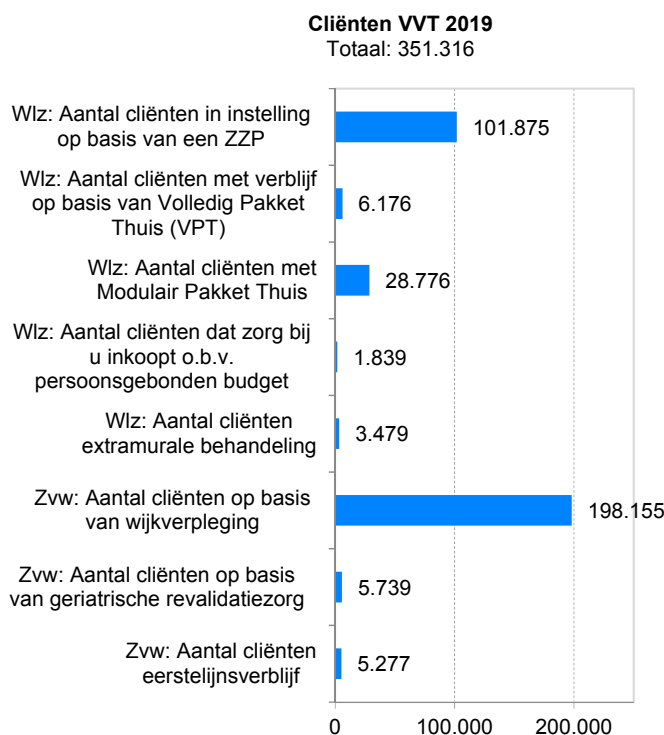 Cliënten VVT 2019
Totaal: 351.316
Wlz: Aantal cliënten in instelling
op basis van een ZZP
101.875
Wlz: Aantal cliënten met verblijf
op basis van Volledig Pakket
Thuis (VPT)
6.176
Wlz: Aantal cliënten met
Modulair Pakket Thuis
28.776
Wlz: Aantal cliënten dat zorg bij
u inkoopt o.b.v.
persoonsgebonden budget
1.839
Wlz: Aantal cliënten
extramurale behandeling
3.479
Zvw: Aantal cliënten op basis
van wijkverpleging
198.155
Zvw: Aantal cliënten op basis
van geriatrische revalidatiezorg
5.739
Zvw: Aantal cliënten
eerstelijnsverblijf
5.277
0 100.000 200.000